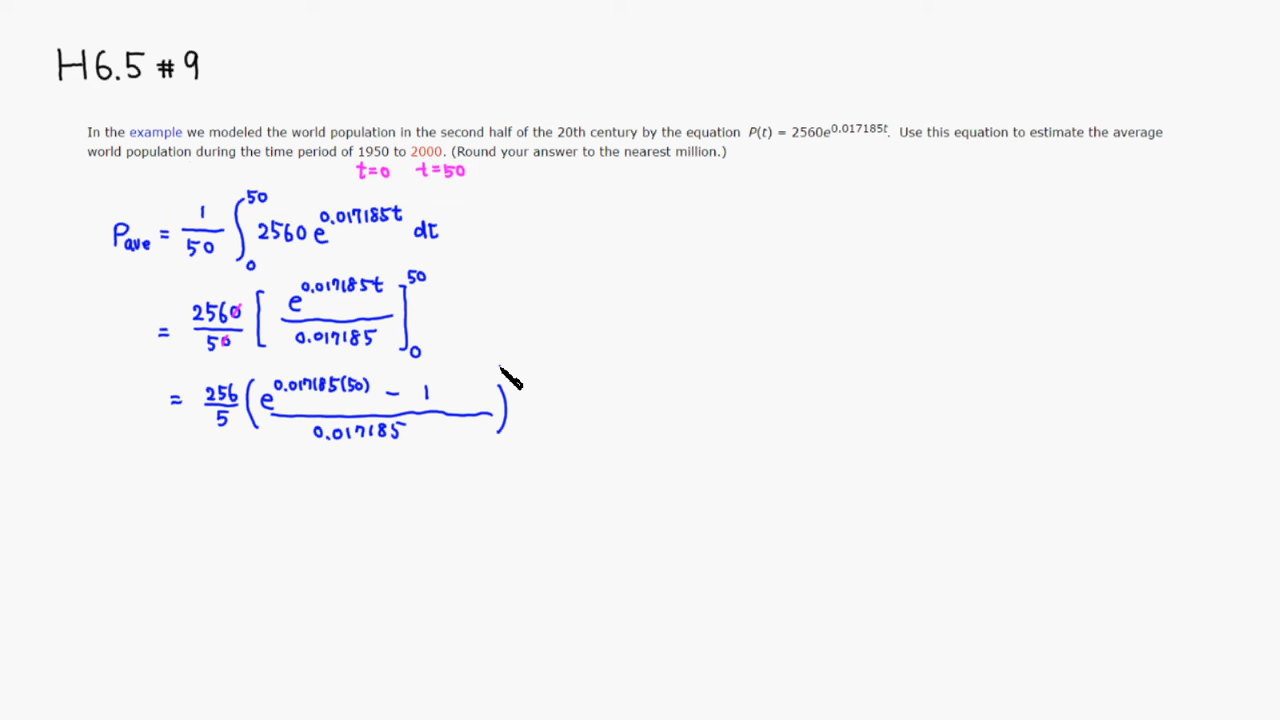 H6.5 #9
In the example we modeled the world population in the second half of the 20th century by the equation P(t) = 2560e^0.017185t. Use this equation to estimate the average
world population during the time period of 1950 to 2000. (Round your answer to the nearest million.)
t=0 t=50
Pave = 1/50 ∫_0^50 2560 e^0.017185t dt
= 2560/50 [ e^0.017185t / 0.017185 ]_0^50
= 256/5 ( e^0.017185(50) - 1 / 0.017185 )